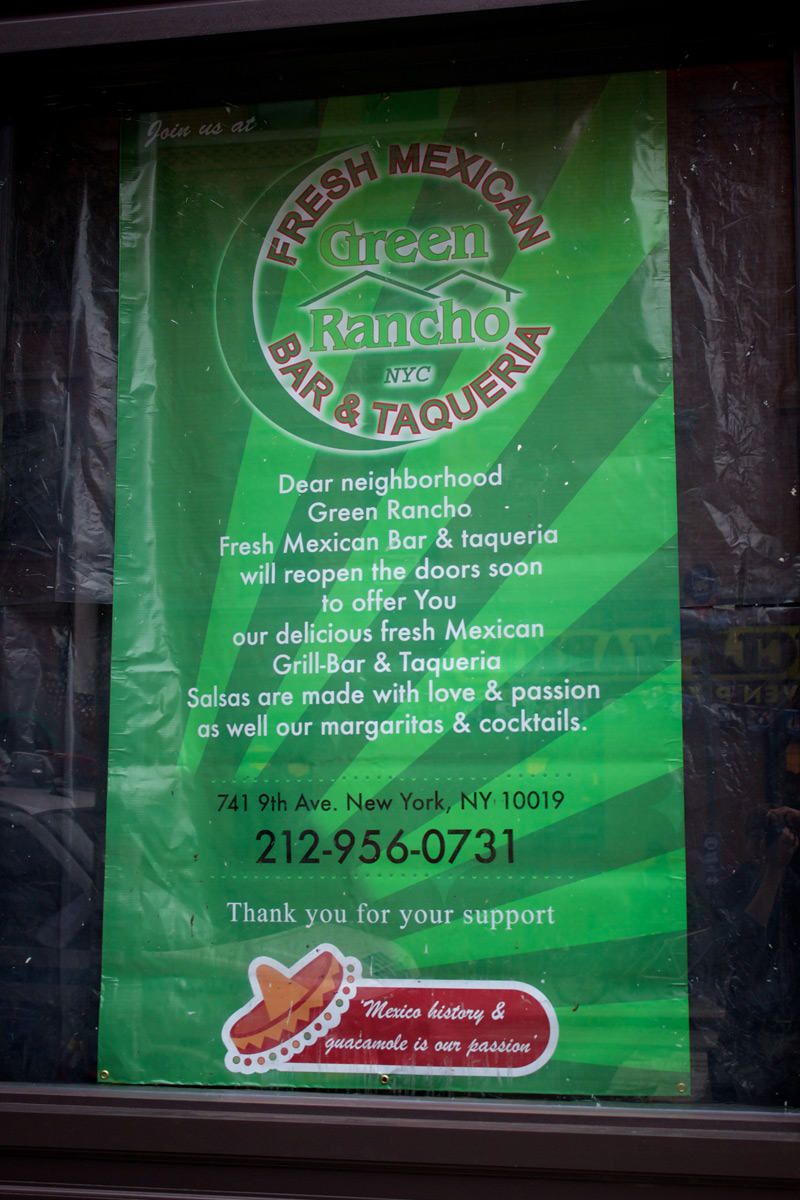 Join us at
FRESH MEXICAN
Green
Rancho
NYC
BAR & TAQUERIA
Dear neighborhood
Green Rancho
Fresh Mexican Bar & taqueria
will reopen the doors soon
to offer You
our delicious fresh Mexican
Grill-Bar & Taqueria
Salsas are made with love & passion
as well our margaritas & cocktails.
741 9th Ave. New York, NY 10019
212-956-0731
Thank you for your support
'Mexico history &
guacamole is our passion'